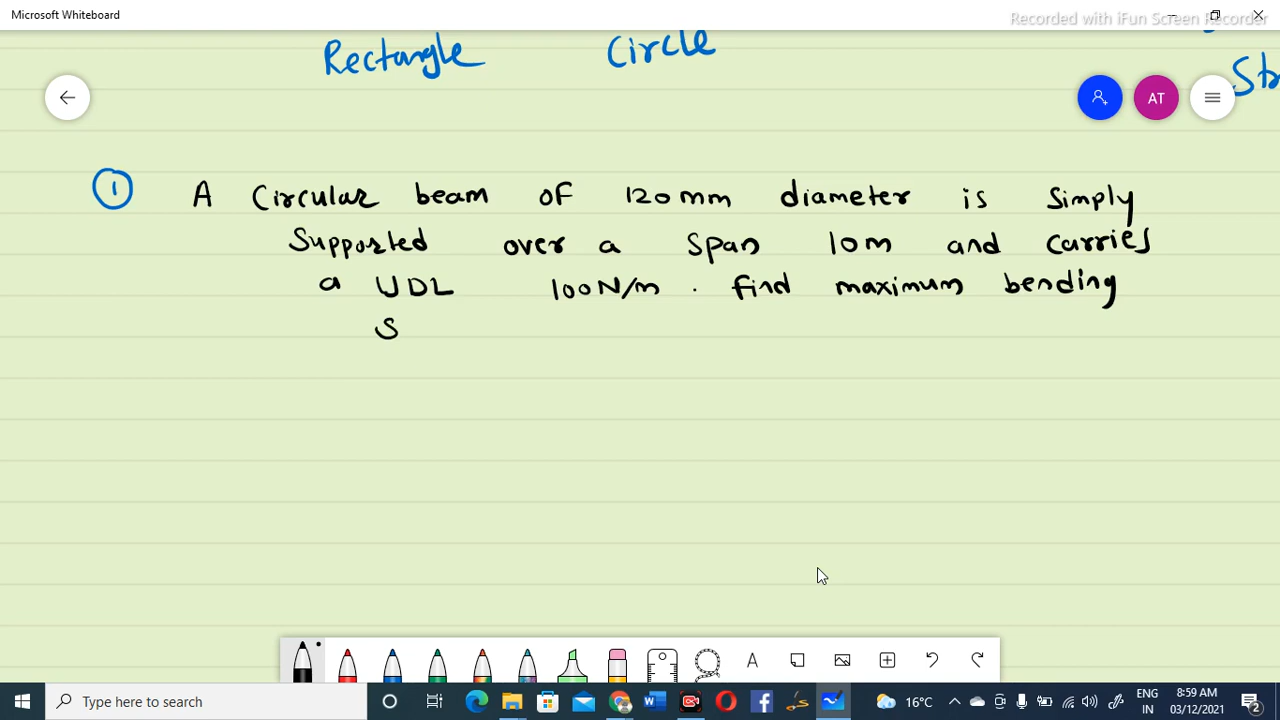 Microsoft Whiteboard
Recorded with iFun Screen Recorder
Rectangle Circle
AT
1 A Circular beam of 120mm diameter is Simply
Supported over a span 10m and carries
a UDL 100N/m . find maximum bending
S
A
Type here to search
16°C
ENG
IN
8:59 AM
03/12/2021
2